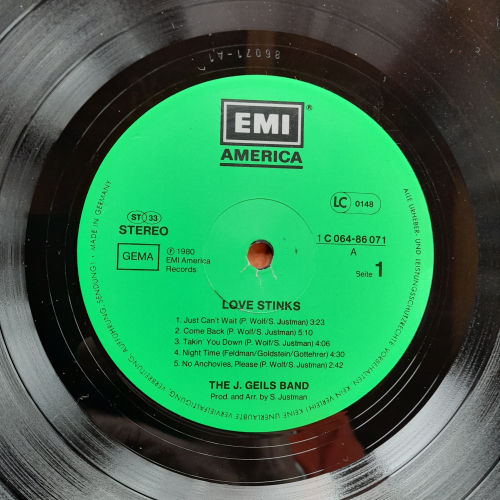 86071-A1
EMI®
AMERICA
LC 0148
ST 33
STEREO
GEMA
℗ 1980
EMI America
Records
1 C 064-86 071
A
Seite 1
LOVE STINKS
1. Just Can't Wait (P. Wolf/S. Justman) 3:23
2. Come Back (P. Wolf/S. Justman) 5:10
3. Takin' You Down (P. Wolf/S. Justman) 4:06
4. Night Time (Feldman/Goldstein/Gottehrer) 4:30
5. No Anchovies, Please (P. Wolf/S. Justman) 2:42
THE J. GEILS BAND
Prod. and Arr. by S. Justman
ALLE URHEBER- UND LEISTUNGSSCHUTZRECHTE VORBEHALTEN. KEIN VERLEIH! KEINE UNERLAUBTE VERVIELFÄLTIGUNG, VERMIETUNG, AUFFÜHRUNG, SENDUNG! • MADE IN GERMANY